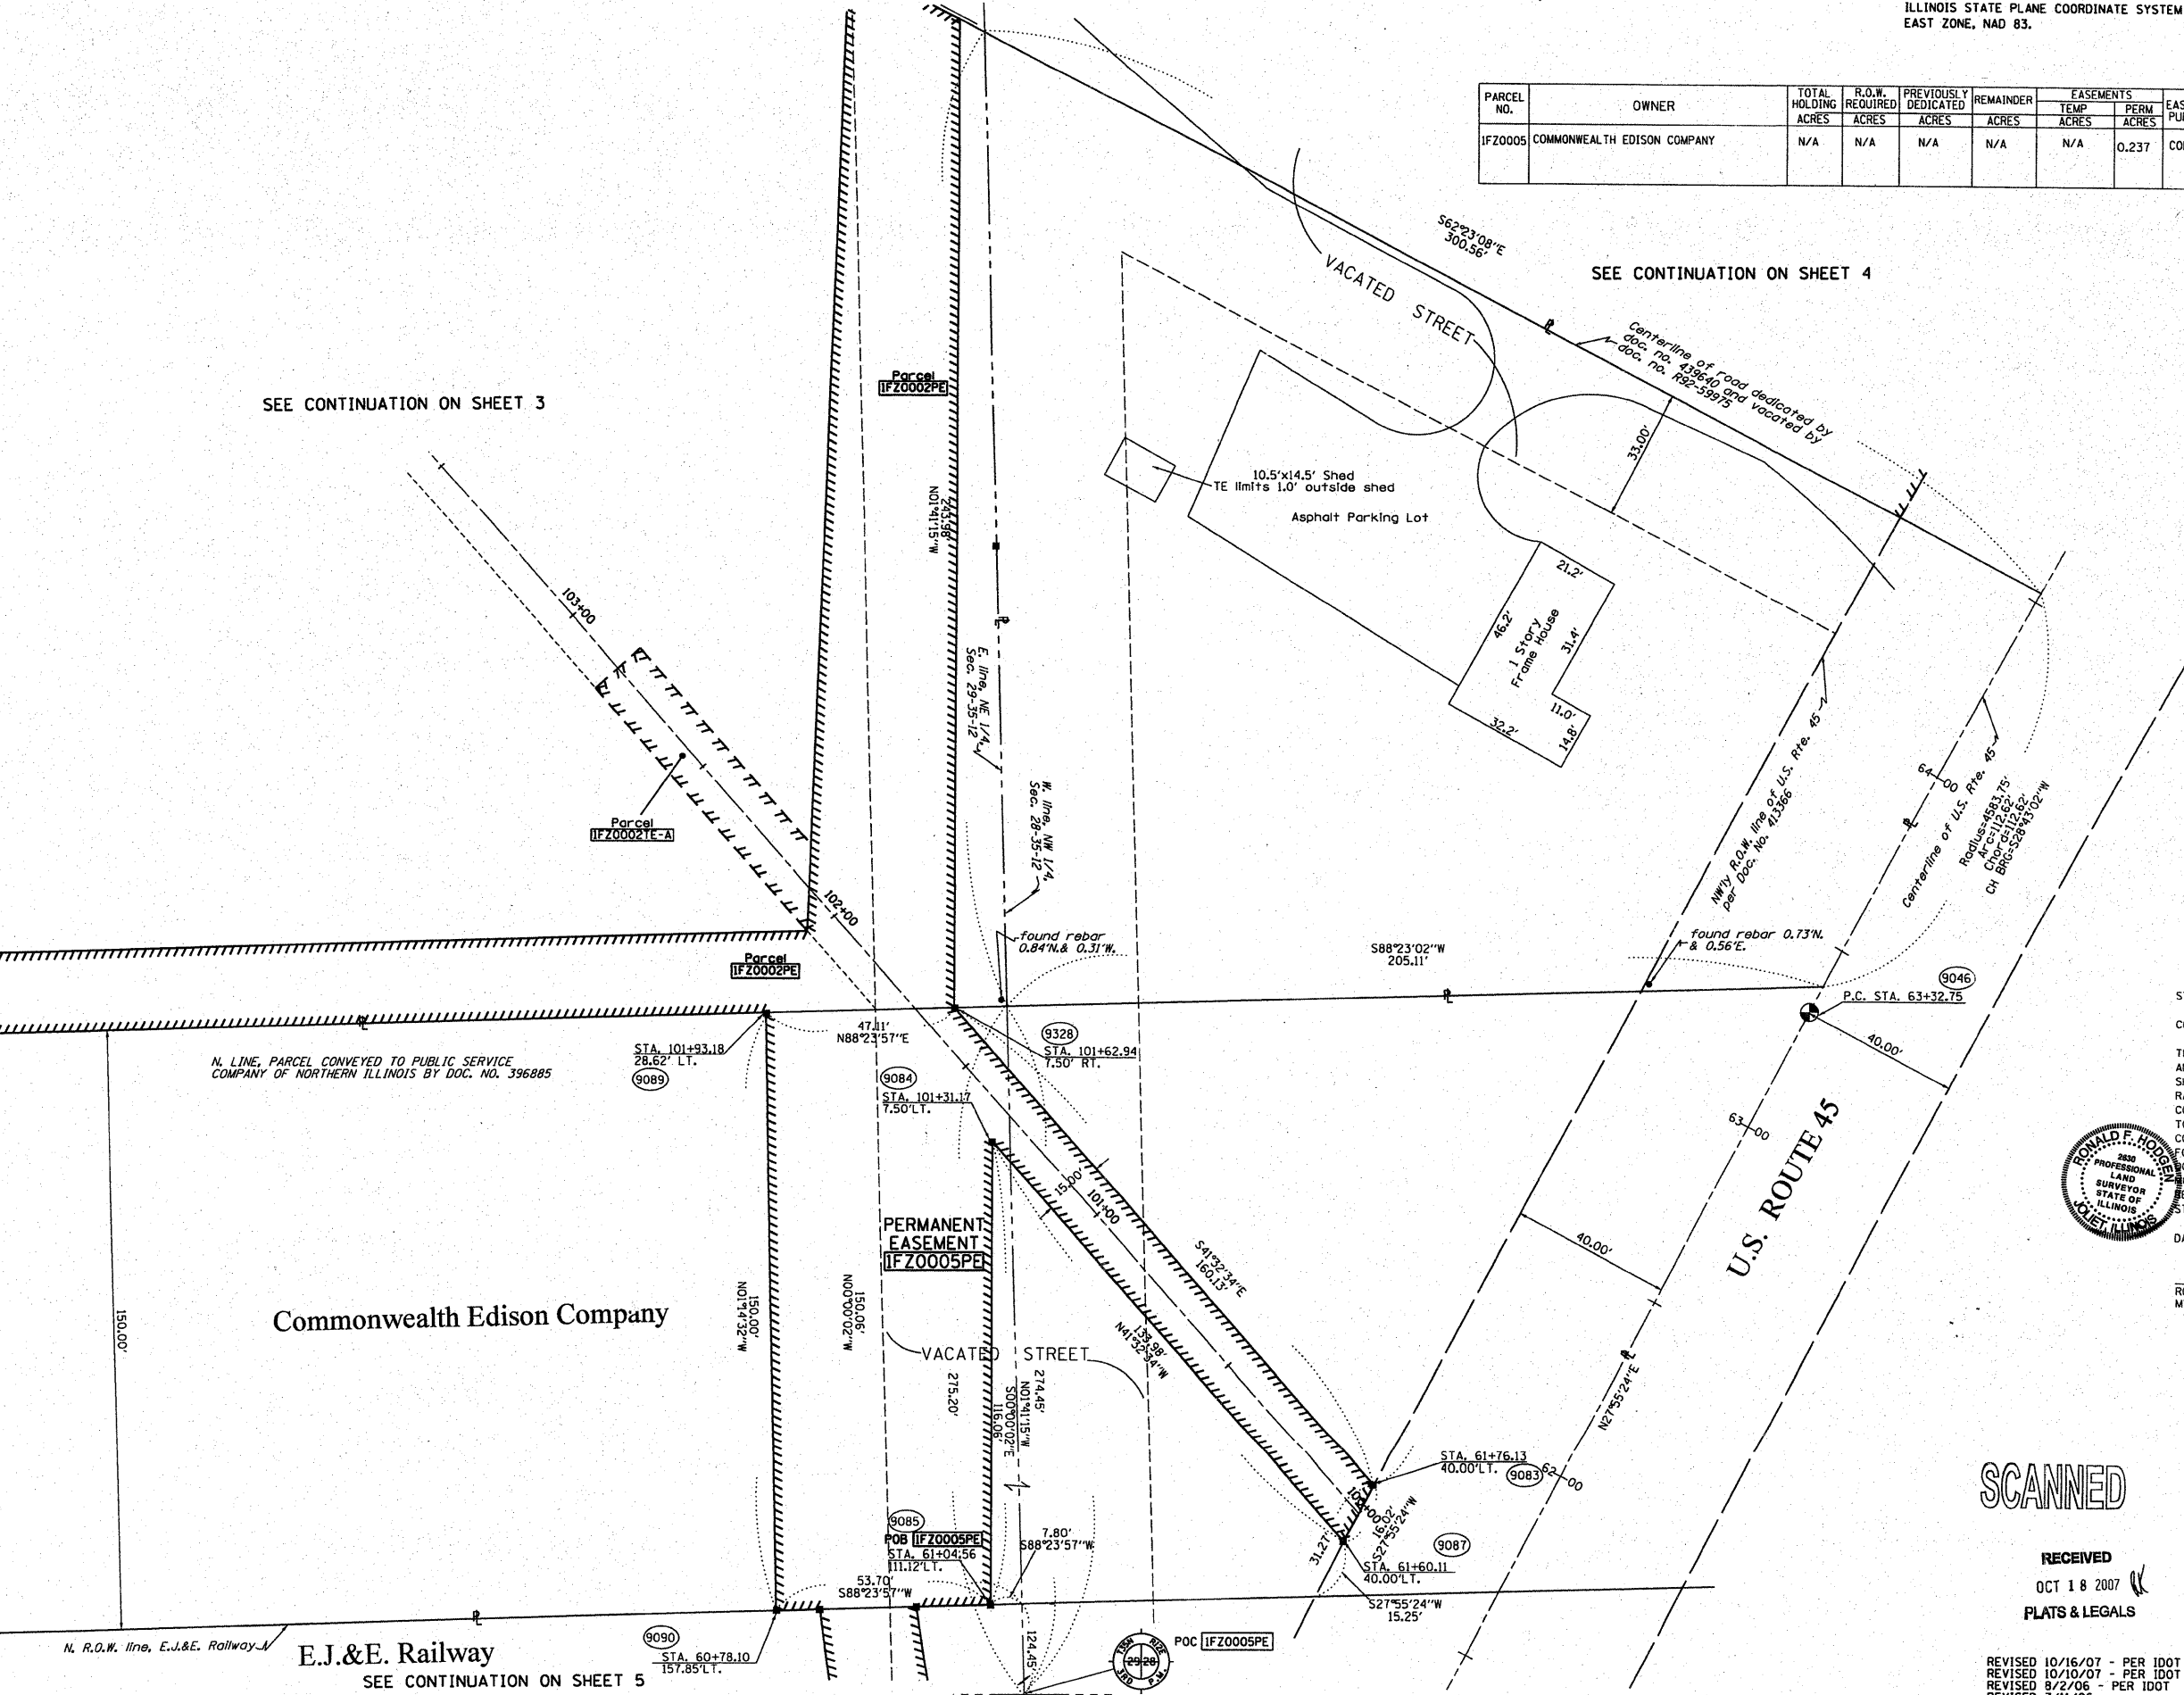 ILLINOIS STATE PLANE COORDINATE SYSTEM
EAST ZONE, NAD 83.
PARCEL NO.
OWNER
TOTAL HOLDING ACRES
R.O.W. REQUIRED ACRES
PREVIOUSLY DEDICATED ACRES
REMAINDER ACRES
EASEMENTS
TEMP ACRES
PERM ACRES
1FZ0005 COMMONWEALTH EDISON COMPANY N/A N/A N/A N/A N/A 0.237
S62°23'08"E
300.56'
SEE CONTINUATION ON SHEET 4
VACATED STREET
Centerline of road dedicated by
doc. no. 439640 and vacated by
doc. no. R92-59975
Parcel
1FZ0002PE
SEE CONTINUATION ON SHEET 3
33.00'
10.5'x14.5' Shed
TE limits 1.0' outside shed
Asphalt Parking Lot
243.98'
N01°41'15"W
21.2'
46.2'
1 Story
Frame House
31.4'
11.0'
14.8'
32.2'
103+00
E. line, NE 1/4,
Sec. 29-35-12
W. line, NW 1/4,
Sec. 28-35-12
Parcel
1FZ0002TE-A
NW'ly R.O.W. line of U.S. Rte. 45
per Doc. No. 413366
64+00
Centerline of U.S. Rte. 45
Radius=4583.75'
Arc=112.62'
Chord=112.62'
CH BRG=S28°43'02"W
102+00
found rebar
0.84'N.& 0.31'W.
S88°23'02"W
205.11'
found rebar 0.73'N.
& 0.56'E.
Parcel
1FZ0002PE
9046
P.C. STA. 63+32.75
47.11'
N88°23'57"E
N. LINE, PARCEL CONVEYED TO PUBLIC SERVICE
COMPANY OF NORTHERN ILLINOIS BY DOC. NO. 396885
STA. 101+93.18
28.62' LT.
9089
9328
STA. 101+62.94
7.50' RT.
9084
STA. 101+31.17
7.50'LT.
40.00'
63+00
U.S. ROUTE 45
RONALD F. HODGEN
2630
PROFESSIONAL
LAND
SURVEYOR
STATE OF
ILLINOIS
JOLIET, ILLINOIS
15.00'
101+00
PERMANENT
EASEMENT
1FZ0005PE
S41°32'34"E
160.13'
40.00'
150.00'
Commonwealth Edison Company
150.00'
N01°14'32"W
150.06'
N00°00'02"W
VACATED STREET
133.98'
N41°32'34"W
275.20'
274.45'
N01°41'15"W
S00°00'02"E
116.06'
N27°55'24"E
STA. 61+76.13
40.00'LT.
9083
62+00
100+00
16.02'
S27°55'24"W
31.27'
9087
STA. 61+60.11
40.00'LT.
S27°55'24"W
15.25'
9085
POB 1FZ0005PE
STA. 61+04.56
111.12'LT.
7.80'
S88°23'57"W
53.70'
S88°23'57"W
124.45'
N. R.O.W. line, E.J.&E. Railway
E.J.&E. Railway
SEE CONTINUATION ON SHEET 5
9090
STA. 60+78.10
157.85'LT.
T35N R12E
29 28
3RD P.M.
POC 1FZ0005PE
SCANNED
RECEIVED
OCT 18 2007
PLATS & LEGALS
REVISED 10/16/07 - PER IDOT
REVISED 10/10/07 - PER IDOT
REVISED 8/2/06 - PER IDOT